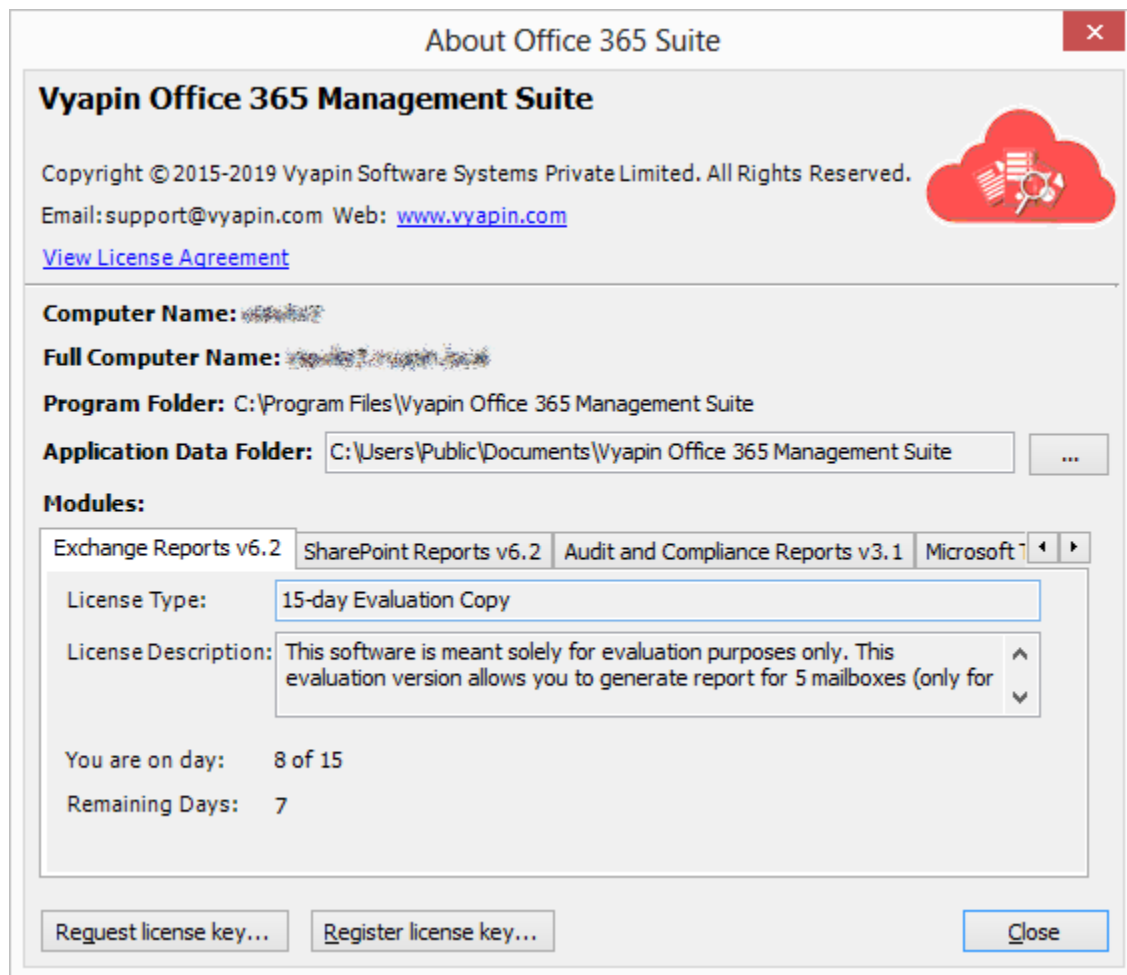 About Office 365 Suite
Vyapin Office 365 Management Suite
Copyright © 2015-2019 Vyapin Software Systems Private Limited. All Rights Reserved.
Email: support@vyapin.com Web: www.vyapin.com
View License Agreement
Computer Name:
Full Computer Name:
Program Folder: C:\Program Files\Vyapin Office 365 Management Suite
Application Data Folder: C:\Users\Public\Documents\Vyapin Office 365 Management Suite ...
Modules:
Exchange Reports v6.2 SharePoint Reports v6.2 Audit and Compliance Reports v3.1 Microsoft
License Type: 15-day Evaluation Copy
License Description: This software is meant solely for evaluation purposes only. This
evaluation version allows you to generate report for 5 mailboxes (only for
You are on day: 8 of 15
Remaining Days: 7
Request license key... Register license key... Close